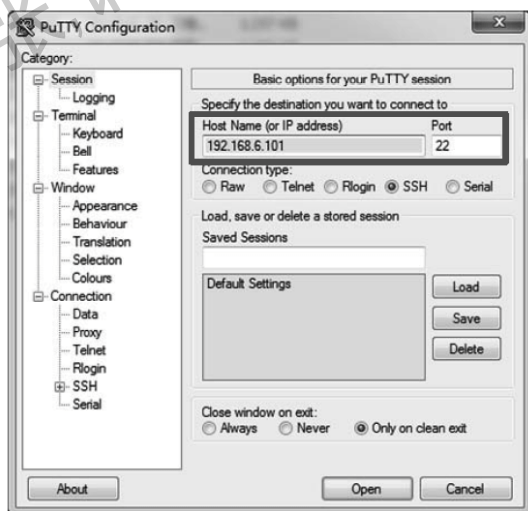 PuTTY Configuration
Category:
Session
Logging
Terminal
Keyboard
Bell
Features
Window
Appearance
Behaviour
Translation
Selection
Colours
Connection
Data
Proxy
Telnet
Rlogin
SSH
Serial
Basic options for your PuTTY session
Specify the destination you want to connect to
Host Name (or IP address) Port
192.168.6.101 22
Connection type:
Raw Telnet Rlogin SSH Serial
Load, save or delete a stored session
Saved Sessions
Default Settings
Load
Save
Delete
Close window on exit:
Always Never Only on clean exit
About Open Cancel